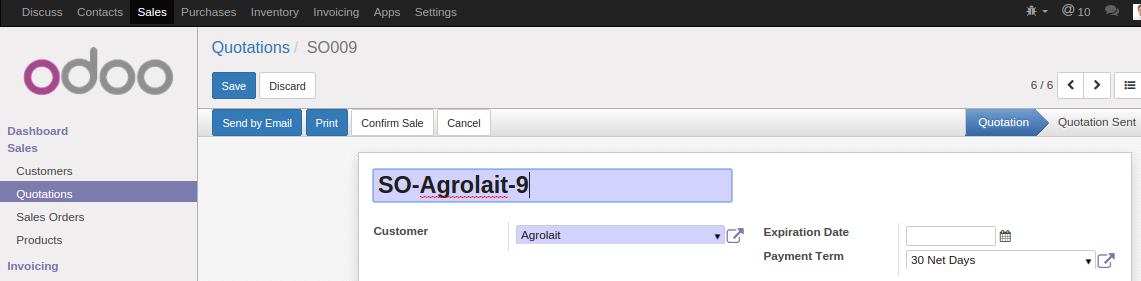 Discuss Contacts Sales Purchases Inventory Invoicing Apps Settings @ 10
odoo
Quotations / SO009
Save Discard 6 / 6
Send by Email Print Confirm Sale Cancel Quotation Quotation Sent
Dashboard
Sales
Customers
Quotations
Sales Orders
Products
Invoicing
SO-Agrolait-9
Customer Agrolait
Expiration Date
Payment Term 30 Net Days